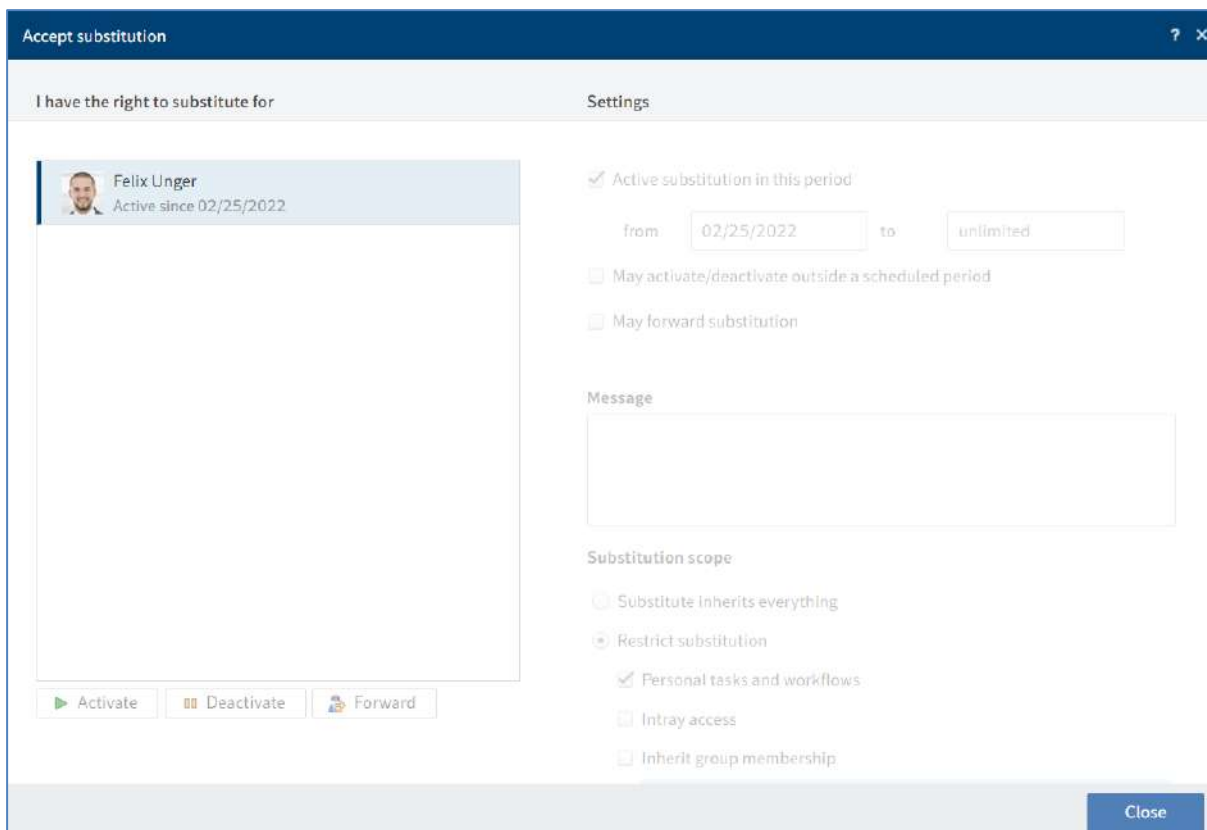 Accept substitution ? ×
I have the right to substitute for
Felix Unger
Active since 02/25/2022
Activate Deactivate Forward
Settings
Active substitution in this period
from 02/25/2022 to unlimited
May activate/deactivate outside a scheduled period
May forward substitution
Message
Substitution scope
Substitute inherits everything
Restrict substitution
Personal tasks and workflows
Intray access
Inherit group membership
Close